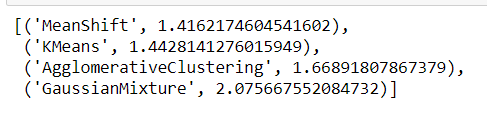 [('MeanShift', 1.4162174604541602),
('KMeans', 1.4428141276015949),
('AgglomerativeClustering', 1.66891807867379),
('GaussianMixture', 2.075667552084732)]